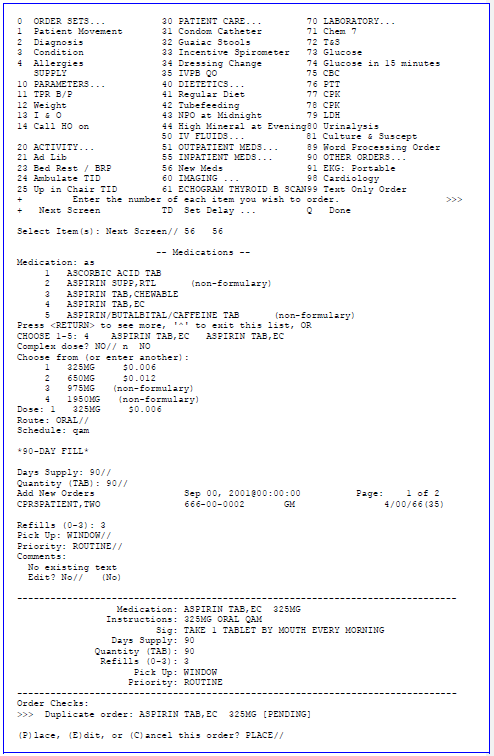 0  ORDER SETS...            30 PATIENT CARE...        70 LABORATORY...
1  Patient Movement         31 Condom Catheter        71 Chem 7
2  Diagnosis                32 Guaiac Stools          72 T&S
3  Condition                33 Incentive Spirometer   73 Glucose
4  Allergies                34 Dressing Change        74 Glucose in 15 minutes
   SUPPLY                   35 IVPB QO                75 CBC
10 PARAMETERS...            40 DIETETICS...           76 PTT
11 TPR B/P                  41 Regular Diet           77 CPK
12 Weight                   42 Tubefeeding            78 CPK
13 I & O                    43 NPO at Midnight        79 LDH
14 Call HO on               44 High Mineral at Evening80 Urinalysis
                            50 IV FLUIDS...           81 Culture & Suscept
20 ACTIVITY...              51 OUTPATIENT MEDS...     89 Word Processing Order
21 Ad Lib                   55 INPATIENT MEDS...      90 OTHER ORDERS...
23 Bed Rest / BRP           56 New Meds               91 EKG: Portable
24 Ambulate TID             60 IMAGING ...            98 Cardiology
25 Up in Chair TID          61 ECHOGRAM THYROID B SCAN99 Text Only Order
+         Enter the number of each item you wish to order.                   >>>
+   Next Screen             TD  Set Delay ...         Q   Done
Select Item(s): Next Screen// 56   56
-- Medications --
Medication: as
     1   ASCORBIC ACID TAB
     2   ASPIRIN SUPP,RTL      (non-formulary)
     3   ASPIRIN TAB,CHEWABLE
     4   ASPIRIN TAB,EC
     5   ASPIRIN/BUTALBITAL/CAFFEINE TAB      (non-formulary)
Press <RETURN> to see more, '^' to exit this list, OR
CHOOSE 1-5: 4    ASPIRIN TAB,EC   ASPIRIN TAB,EC
Complex dose? NO// n  NO
Choose from (or enter another):
     1   325MG     $0.006
     2   650MG     $0.012
     3   975MG   (non-formulary)
     4   1950MG   (non-formulary)
Dose: 1   325MG     $0.006
Route: ORAL//
Schedule: qam
*90-DAY FILL*
Days Supply: 90//
Quantity (TAB): 90//
Add New Orders                Sep 00, 2001@00:00:00          Page:    1 of 2
CPRSPATIENT,TWO               666-00-0002       GM                4/00/66(35)
Refills (0-3): 3
Pick Up: WINDOW//
Priority: ROUTINE//
Comments:
  No existing text
  Edit? No//   (No)
--------------------------------------------------------------------------------
Medication: ASPIRIN TAB,EC  325MG
Instructions: 325MG ORAL QAM
Sig: TAKE 1 TABLET BY MOUTH EVERY MORNING
Days Supply: 90
Quantity (TAB): 90
Refills (0-3): 3
Pick Up: WINDOW
Priority: ROUTINE
--------------------------------------------------------------------------------
Order Checks:
>>>  Duplicate order: ASPIRIN TAB,EC  325MG [PENDING]
(P)lace, (E)dit, or (C)ancel this order? PLACE//